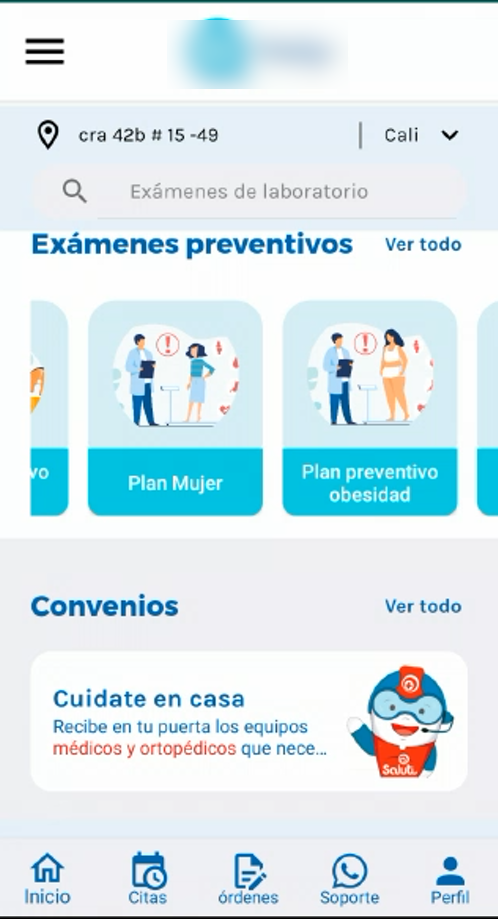 cra 42b # 15 -49 | Cali
Exámenes de laboratorio
Exámenes preventivos Ver todo
vo
Plan Mujer
Plan preventivo
obesidad
Convenios Ver todo
Cuidate en casa
Recibe en tu puerta los equipos
médicos y ortopédicos que nece...
Saluti.
Inicio Citas órdenes Soporte Perfil